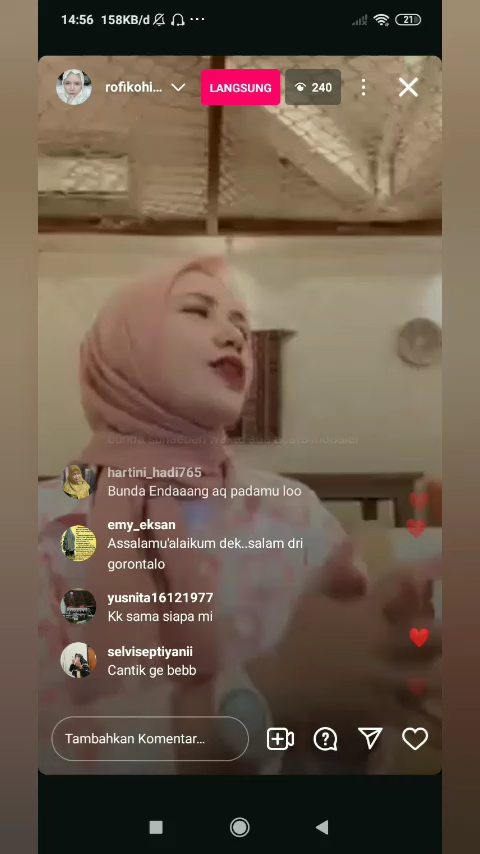 14:56 158KB/d
21
rofikohi...
LANGSUNG
240
hartini_hadi765
Bunda Endaaang aq padamu loo
emy_eksan
Assalamu'alaikum dek..salam dri
gorontalo
yusnita16121977
Kk sama siapa mi
selviseptiyanii
Cantik ge bebb
Tambahkan Komentar...